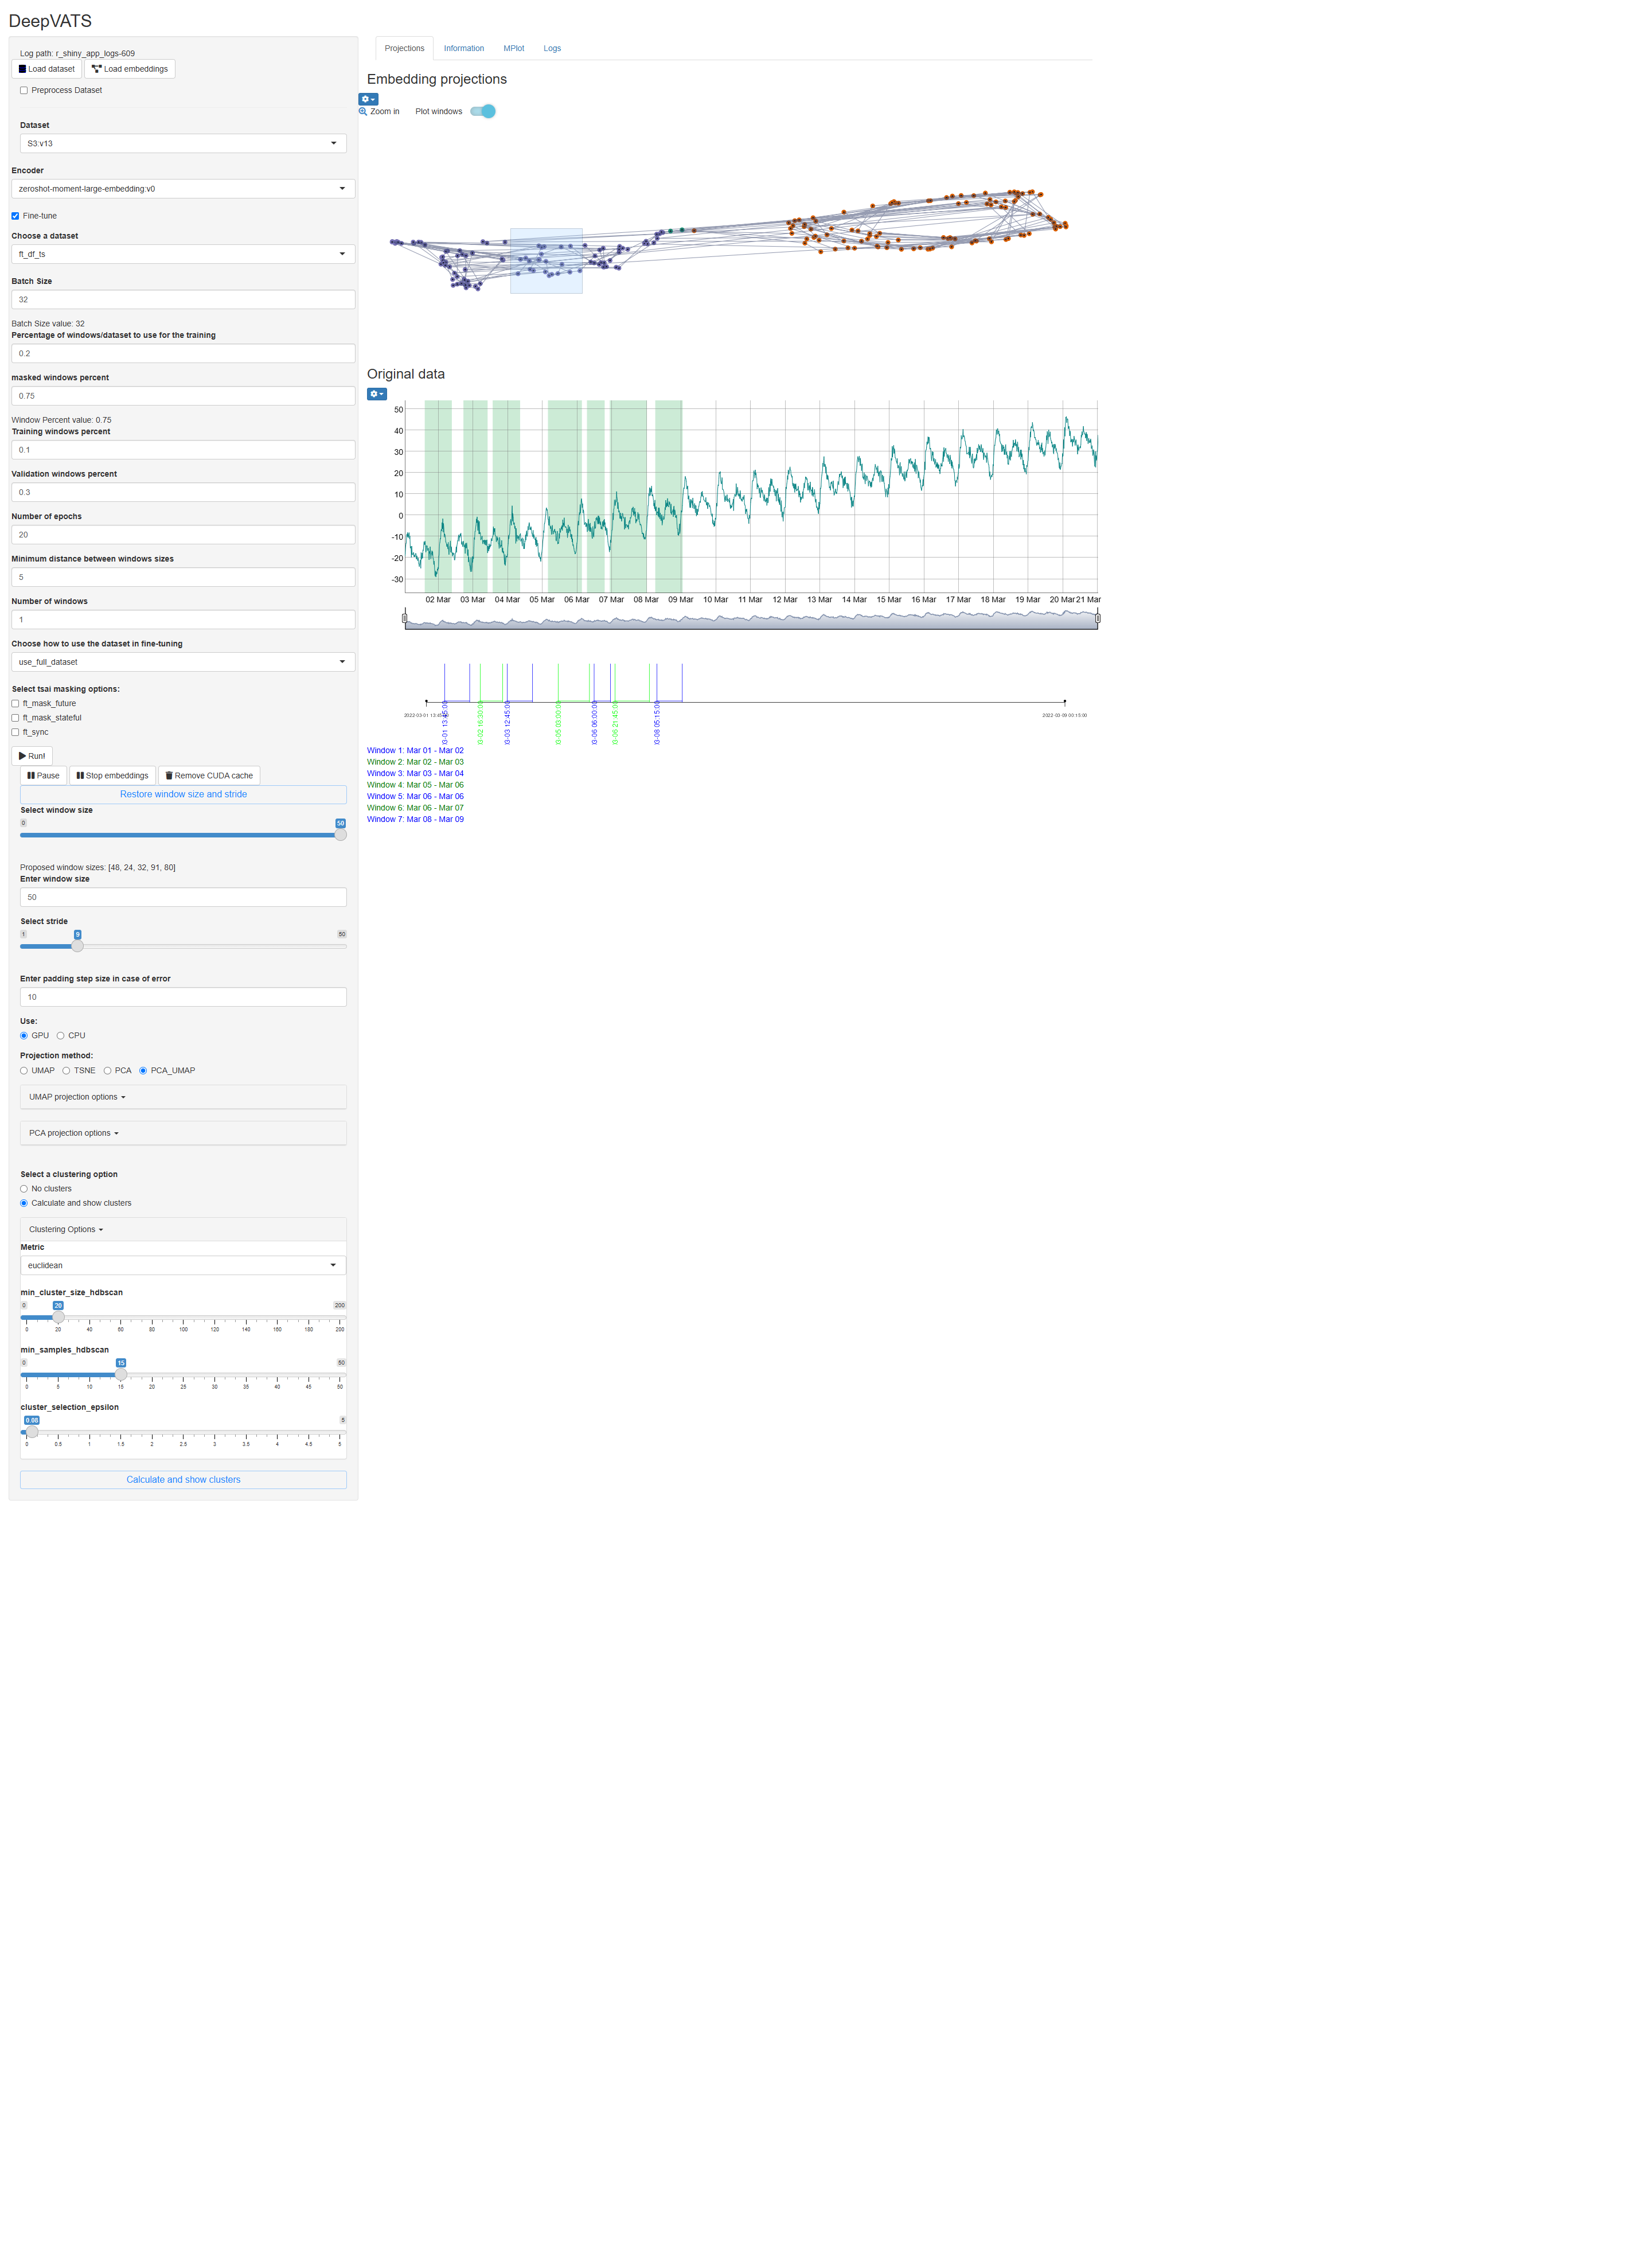 DeepVATS
Log path: r_shiny_app_logs-609
Load dataset Load embeddings
Preprocess Dataset
Dataset
S3:v13
Encoder
zeroshot-moment-large-embedding:v0
Fine-tune
Choose a dataset
ft_df_ts
Batch Size
32
Batch Size value: 32
Percentage of windows/dataset to use for the training
0.2
masked windows percent
0.75
Window Percent value: 0.75
Training windows percent
0.1
Validation windows percent
0.3
Number of epochs
20
Minimum distance between windows sizes
5
Number of windows
1
Choose how to use the dataset in fine-tuning
use_full_dataset
Select tsai masking options:
ft_mask_future
ft_mask_stateful
ft_sync
Run!
Pause Stop embeddings Remove CUDA cache
Restore window size and stride
Select window size
0 50
Proposed window sizes: [48, 24, 32, 91, 80]
Enter window size
50
Select stride
1 9 50
Enter padding step size in case of error
10
Use:
GPU CPU
Projection method:
UMAP TSNE PCA PCA_UMAP
UMAP projection options
PCA projection options
Select a clustering option
No clusters
Calculate and show clusters
Clustering Options
Metric
euclidean
min_cluster_size_hdbscan
0 20 200
0 20 40 60 80 100 120 140 160 180 200
min_samples_hdbscan
0 15 50
0 5 10 15 20 25 30 35 40 45 50
cluster_selection_epsilon
0.08 5
0 0.5 1 1.5 2 2.5 3 3.5 4 4.5 5
Calculate and show clusters
Projections Information MPlot Logs
Embedding projections
Zoom in Plot windows
Original data
50
40
30
20
10
0
-10
-20
-30
02 Mar 03 Mar 04 Mar 05 Mar 06 Mar 07 Mar 08 Mar 09 Mar 10 Mar 11 Mar 12 Mar 13 Mar 14 Mar 15 Mar 16 Mar 17 Mar 18 Mar 19 Mar 20 Mar 21 Mar
2022-03-01 13:45:00 2022-03-09 00:15:00
3-01 13:45:00
3-02 16:30:00
3-03 12:45:00
3-05 03:00:00
3-06 06:00:00
3-06 21:45:00
3-08 05:15:00
Window 1: Mar 01 - Mar 02
Window 2: Mar 02 - Mar 03
Window 3: Mar 03 - Mar 04
Window 4: Mar 05 - Mar 06
Window 5: Mar 06 - Mar 06
Window 6: Mar 06 - Mar 07
Window 7: Mar 08 - Mar 09